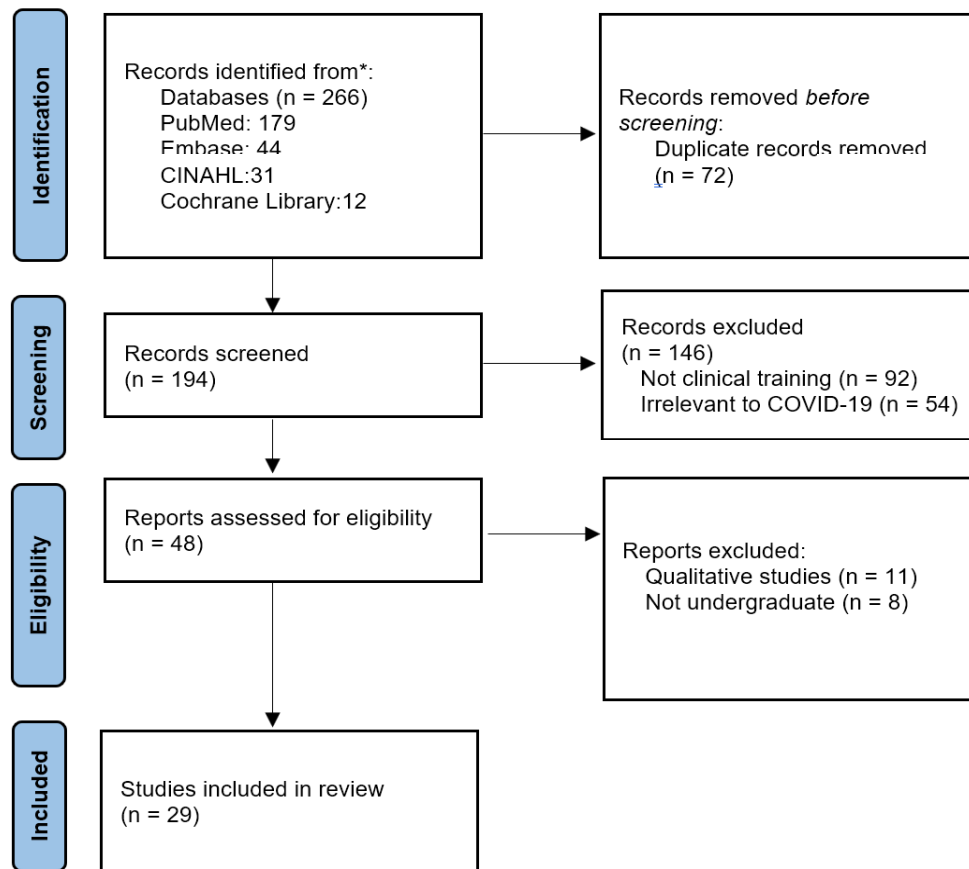 Identification
Records identified from*:
Databases (n = 266)
PubMed: 179
Embase: 44
CINAHL:31
Cochrane Library:12
Records removed before
screening:
Duplicate records removed
(n = 72)
Screening
Records screened
(n = 194)
Records excluded
(n = 146)
Not clinical training (n = 92)
Irrelevant to COVID-19 (n = 54)
Eligibility
Reports assessed for eligibility
(n = 48)
Reports excluded:
Qualitative studies (n = 11)
Not undergraduate (n = 8)
Included
Studies included in review
(n = 29)